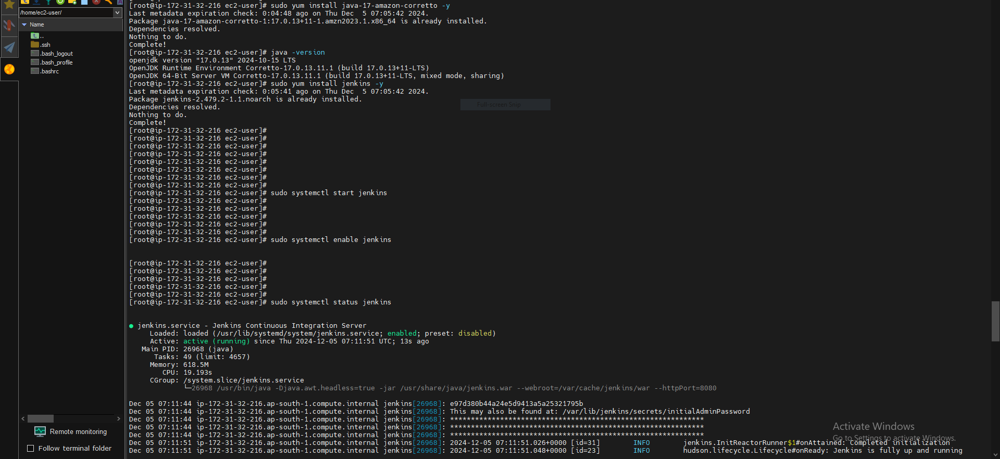 /home/ec2-user/
Name
..
.ssh
.bash_logout
.bash_profile
.bashrc
[root@ip-172-31-32-216 ec2-user]# sudo yum install java-17-amazon-corretto -y
Last metadata expiration check: 0:04:48 ago on Thu Dec  5 07:05:42 2024.
Package java-17-amazon-corretto-1:17.0.13+11-1.amzn2023.1.x86_64 is already installed.
Dependencies resolved.
Nothing to do.
Complete!
[root@ip-172-31-32-216 ec2-user]# java -version
openjdk version "17.0.13" 2024-10-15 LTS
OpenJDK Runtime Environment Corretto-17.0.13.11.1 (build 17.0.13+11-LTS)
OpenJDK 64-Bit Server VM Corretto-17.0.13.11.1 (build 17.0.13+11-LTS, mixed mode, sharing)
[root@ip-172-31-32-216 ec2-user]# sudo yum install jenkins -y
Last metadata expiration check: 0:05:41 ago on Thu Dec  5 07:05:42 2024.
Package jenkins-2.479.2-1.1.noarch is already installed.
Full-screen Snip
Dependencies resolved.
Nothing to do.
Complete!
[root@ip-172-31-32-216 ec2-user]#
[root@ip-172-31-32-216 ec2-user]#
[root@ip-172-31-32-216 ec2-user]#
[root@ip-172-31-32-216 ec2-user]#
[root@ip-172-31-32-216 ec2-user]#
[root@ip-172-31-32-216 ec2-user]#
[root@ip-172-31-32-216 ec2-user]#
[root@ip-172-31-32-216 ec2-user]#
[root@ip-172-31-32-216 ec2-user]# sudo systemctl start jenkins
[root@ip-172-31-32-216 ec2-user]#
[root@ip-172-31-32-216 ec2-user]#
[root@ip-172-31-32-216 ec2-user]#
[root@ip-172-31-32-216 ec2-user]#
[root@ip-172-31-32-216 ec2-user]#
[root@ip-172-31-32-216 ec2-user]# sudo systemctl enable jenkins
[root@ip-172-31-32-216 ec2-user]#
[root@ip-172-31-32-216 ec2-user]#
[root@ip-172-31-32-216 ec2-user]#
[root@ip-172-31-32-216 ec2-user]#
[root@ip-172-31-32-216 ec2-user]#
[root@ip-172-31-32-216 ec2-user]# sudo systemctl status jenkins
● jenkins.service - Jenkins Continuous Integration Server
Loaded: loaded (/usr/lib/systemd/system/jenkins.service; enabled; preset: disabled)
Active: active (running) since Thu 2024-12-05 07:11:51 UTC; 13s ago
Main PID: 26968 (java)
Tasks: 49 (limit: 4657)
Memory: 618.5M
CPU: 19.193s
CGroup: /system.slice/jenkins.service
└─26968 /usr/bin/java -Djava.awt.headless=true -jar /usr/share/java/jenkins.war --webroot=/var/cache/jenkins/war --httpPort=8080
Dec 05 07:11:44 ip-172-31-32-216.ap-south-1.compute.internal jenkins[26968]: e97d380b44a24e5d9413a5a25321795b
Dec 05 07:11:44 ip-172-31-32-216.ap-south-1.compute.internal jenkins[26968]: This may also be found at: /var/lib/jenkins/secrets/initialAdminPassword
Dec 05 07:11:44 ip-172-31-32-216.ap-south-1.compute.internal jenkins[26968]: *************************************************************
Dec 05 07:11:44 ip-172-31-32-216.ap-south-1.compute.internal jenkins[26968]: *************************************************************
Dec 05 07:11:44 ip-172-31-32-216.ap-south-1.compute.internal jenkins[26968]: *************************************************************
Dec 05 07:11:51 ip-172-31-32-216.ap-south-1.compute.internal jenkins[26968]: 2024-12-05 07:11:51.026+0000 [id=31]        INFO        jenkins.InitReactorRunner$1#onAttained: Completed initialization
Dec 05 07:11:51 ip-172-31-32-216.ap-south-1.compute.internal jenkins[26968]: 2024-12-05 07:11:51.048+0000 [id=23]        INFO        hudson.lifecycle.Lifecycle#onReady: Jenkins is fully up and running
Remote monitoring
Follow terminal folder
Activate Windows
Go to Settings to activate Windows.